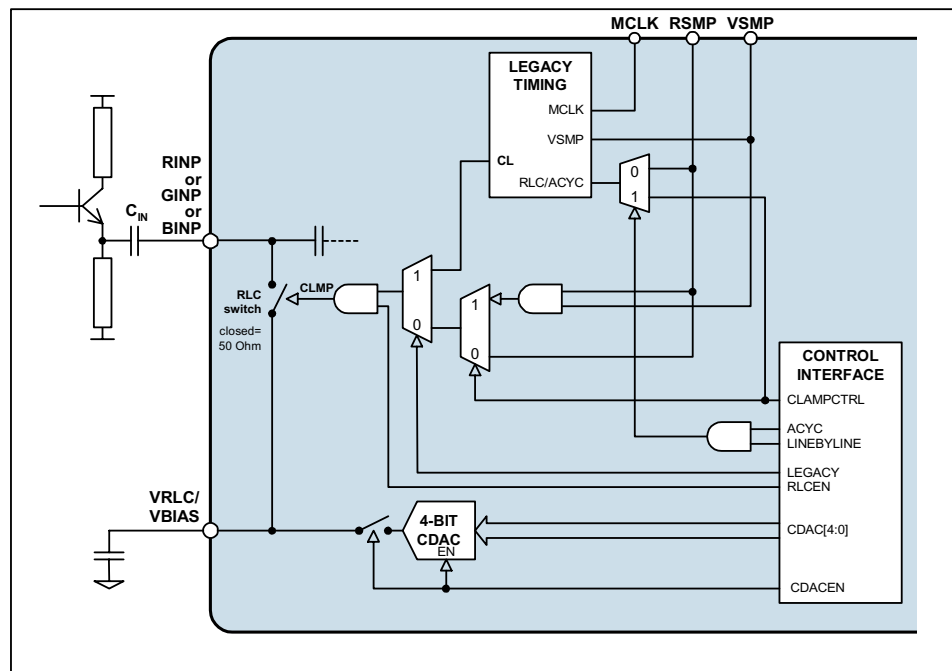 MCLK RSMP VSMP
LEGACY
TIMING
MCLK
VSMP
CL
RLC/ACYC
0
1
RINP
or
GINP
or
BINP
CIN
RLC
switch
closed=
50 Ohm
CLMP
1
0
1
0
CONTROL
INTERFACE
CLAMPCTRL
ACYC
LINEBYLINE
LEGACY
RLCEN
CDAC[4:0]
CDACEN
VRLC/
VBIAS
4-BIT
CDAC
EN